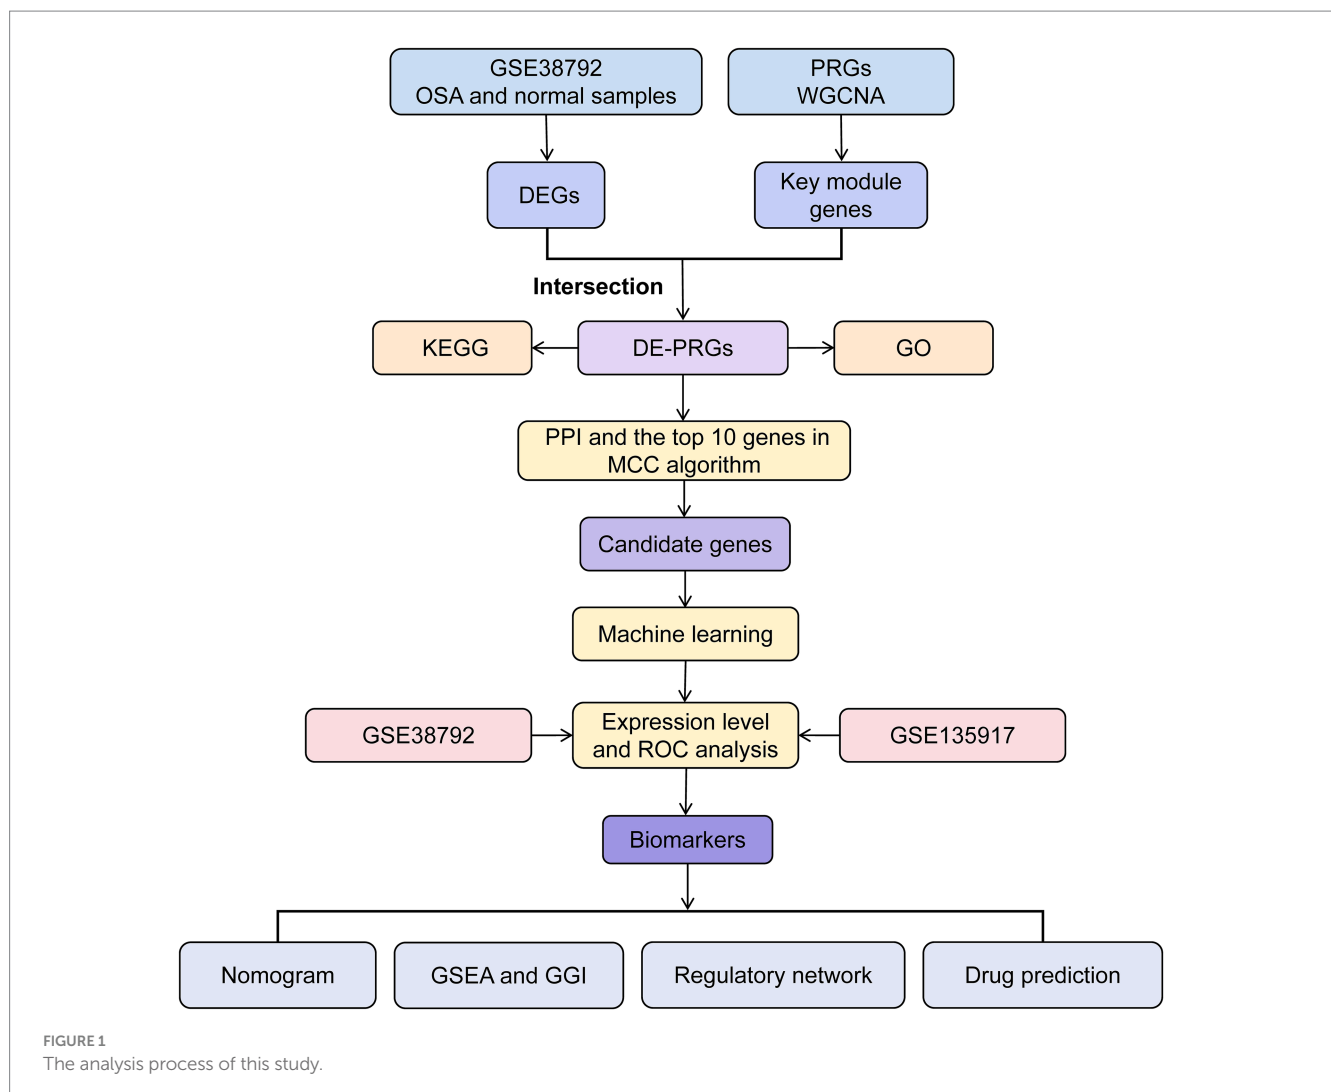 GSE38792
OSA and normal samples
PRGs
WGCNA
DEGs
Key module
genes
Intersection
KEGG
DE-PRGs
GO
PPI and the top 10 genes in
MCC algorithm
Candidate genes
Machine learning
GSE38792
Expression level
and ROC analysis
GSE135917
Biomarkers
Nomogram
GSEA and GGI
Regulatory network
Drug prediction
FIGURE 1
The analysis process of this study.